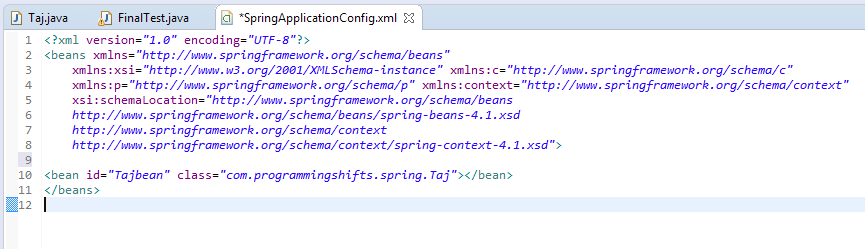 Taj.java FinalTest.java *SpringApplicationConfig.xml
1 <?xml version="1.0" encoding="UTF-8"?>
2 <beans xmlns="http://www.springframework.org/schema/beans"
3 xmlns:xsi="http://www.w3.org/2001/XMLSchema-instance" xmlns:c="http://www.springframework.org/schema/c"
4 xmlns:p="http://www.springframework.org/schema/p" xmlns:context="http://www.springframework.org/schema/context"
5 xsi:schemaLocation="http://www.springframework.org/schema/beans
6 http://www.springframework.org/schema/beans/spring-beans-4.1.xsd
7 http://www.springframework.org/schema/context
8 http://www.springframework.org/schema/context/spring-context-4.1.xsd">
9
10 <bean id="Tajbean" class="com.programmingshifts.spring.Taj"></bean>
11 </beans>
12